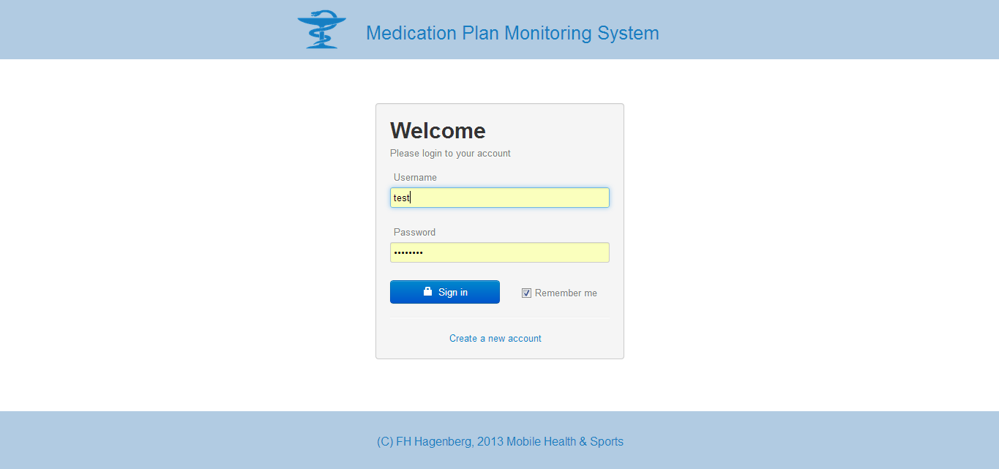 Medication Plan Monitoring System
Welcome
Please login to your account
Username
test
Password
••••••••
Sign in
Remember me
Create a new account
(C) FH Hagenberg, 2013 Mobile Health & Sports